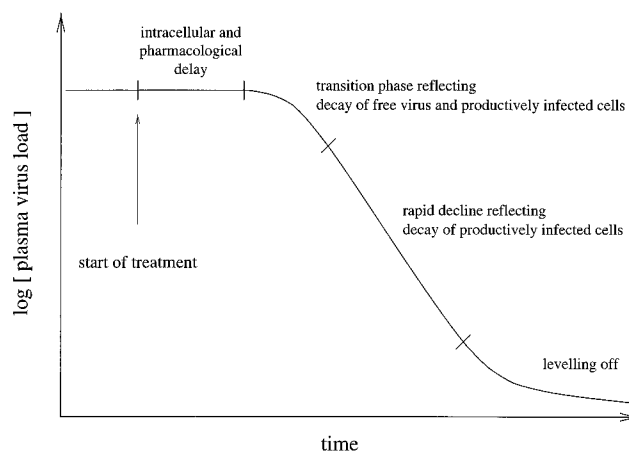 intracellular and
pharmacological
delay
transition phase reflecting
decay of free virus and productively infected cells
rapid decline reflecting
decay of productively infected cells
start of treatment
levelling off
log [ plasma virus load ]
time